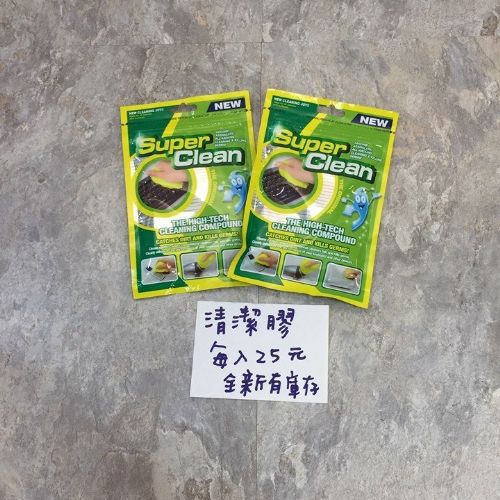 NEW
Super
Clean
THE HIGH-TECH
CLEANING COMPOUND
CATCHES DIRT AND KILLS GERMS!
NEW
Super
Clean
THE HIGH-TECH
CLEANING COMPOUND
CATCHES DIRT AND KILLS GERMS!
清潔膠
每入25元
全新有庫存